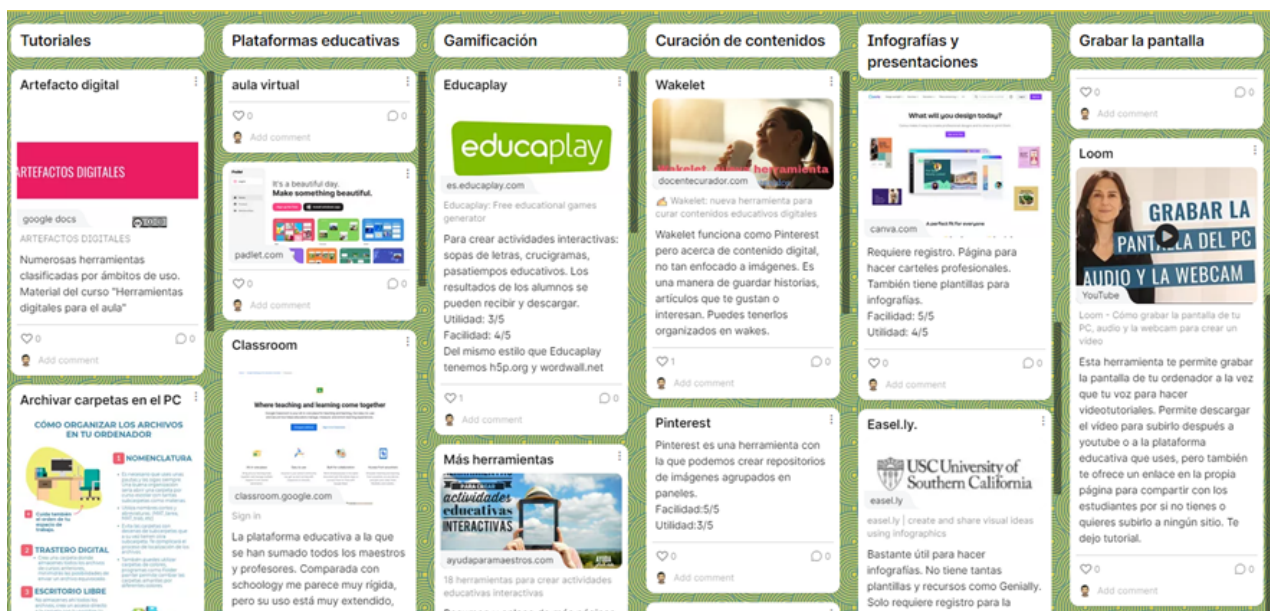 Tutoriales
Artefacto digital
ARTEFACTOS DIGITALES
google docs
ARTEFACTOS DIGITALES
Numerosas herramientas
clasificadas por ámbitos de uso.
Material del curso "Herramientas
digitales para el aula"
0
0
Add comment
Archivar carpetas en el PC
CÓMO ORGANIZAR LOS ARCHIVOS
EN TU ORDENADOR
1 NOMENCLATURA
Cuida también
el orden de tu
espacio de
trabajo.
2 TRASTERO DIGITAL
3 ESCRITORIO LIBRE
Plataformas educativas
aula virtual
0
0
Add comment
It's a beautiful day.
Make something beautiful.
padlet.com
0
0
Add comment
Classroom
Where teaching and learning come together
classroom.google.com
Sign in
La plataforma educativa a la que
se han sumado todos los maestros
y profesores. Comparada con
schoology me parece muy rígida,
pero su uso está muy extendido,
Gamificación
Educaplay
educaplay
es.educaplay.com
Educaplay: Free educational games
generator
Para crear actividades interactivas:
sopas de letras, crucigramas,
pasatiempos educativos. Los
resultados de los alumnos se
pueden recibir y descargar.
Utilidad: 3/5
Facilidad: 4/5
Del mismo estilo que Educaplay
tenemos h5p.org y wordwall.net
1
0
Add comment
Más herramientas
PARA CREAR
actividades
educativas
INTERACTIVAS
ayudaparamaestros.com
18 herramientas para crear actividades
educativas interactivas
Curación de contenidos
Wakelet
docentecurador.com
✍ Wakelet: nueva herramienta para
curar contenidos educativos digitales
Wakelet funciona como Pinterest
pero acerca de contenido digital,
no tan enfocado a imágenes. Es
una manera de guardar historias,
artículos que te gustan o
interesan. Puedes tenerlos
organizados en wakes.
1
0
Add comment
Pinterest
Pinterest es una herramienta con
la que podemos crear repositorios
de imágenes agrupados en
paneles.
Facilidad:5/5
Utilidad:3/5
0
0
Add comment
Infografías y
presentaciones
What will you design today?
A perfect fit for everyone
canva.com
Requiere registro. Página para
hacer carteles profesionales.
También tiene plantillas para
infografías.
Facilidad: 5/5
Utilidad: 4/5
0
0
Add comment
Easel.ly.
USC University of
Southern California
easel.ly
easel.ly | create and share visual ideas
using infographics
Bastante útil para hacer
infografías. No tiene tantas
plantillas y recursos como Genially.
Solo requiere registro para la
Grabar la pantalla
0
0
Add comment
Loom
GRABAR LA
PANTALLA DEL PC
AUDIO Y LA WEBCAM
YouTube
Loom - Cómo grabar la pantalla de tu
PC, audio y la webcam para crear un
vídeo
Esta herramienta te permite grabar
la pantalla de tu ordenador a la vez
que tu voz para hacer
videotutoriales. Permite descargar
el vídeo para subirlo después a
youtube o a la plataforma
educativa que uses, pero también
te ofrece un enlace en la propia
página para compartir con los
estudiantes por si no tienes o
quieres subirlo a ningún sitio. Te
dejo tutorial.
0
0
Add comment